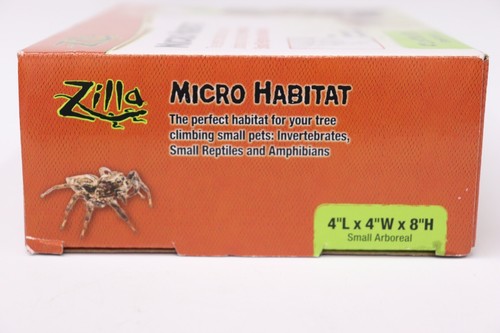 Zilla
MICRO HABITAT
The perfect habitat for your tree
climbing small pets: Invertebrates,
Small Reptiles and Amphibians
4"L x 4"W x 8"H
Small Arboreal